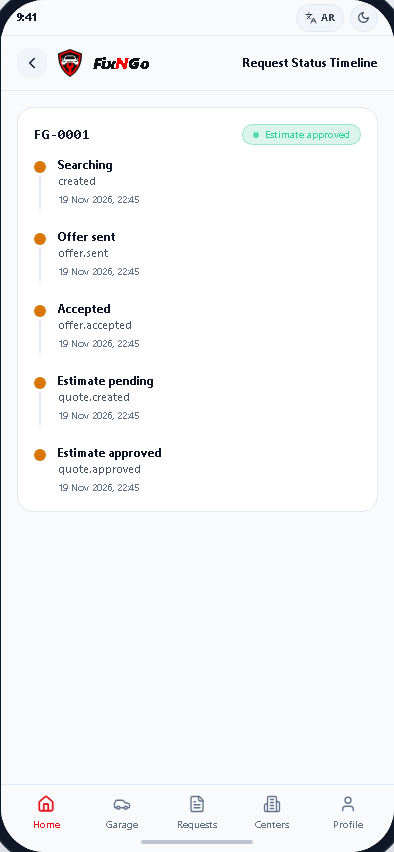 9:41
AR
FixNGo
Request Status Timeline
FG-0001
Estimate approved
Searching
created
19 Nov 2026, 22:45
Offer sent
offer.sent
19 Nov 2026, 22:45
Accepted
offer.accepted
19 Nov 2026, 22:45
Estimate pending
quote.created
19 Nov 2026, 22:45
Estimate approved
quote.approved
19 Nov 2026, 22:45
Home
Garage
Requests
Centers
Profile